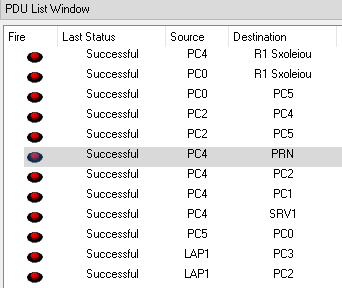 PDU List Window
Fire Last Status Source Destination
Successful PC4 R1 Sxoleiou
Successful PC0 R1 Sxoleiou
Successful PC0 PC5
Successful PC2 PC4
Successful PC2 PC5
Successful PC4 PRN
Successful PC4 PC2
Successful PC4 PC1
Successful PC4 SRV1
Successful PC5 PC0
Successful LAP1 PC3
Successful LAP1 PC2